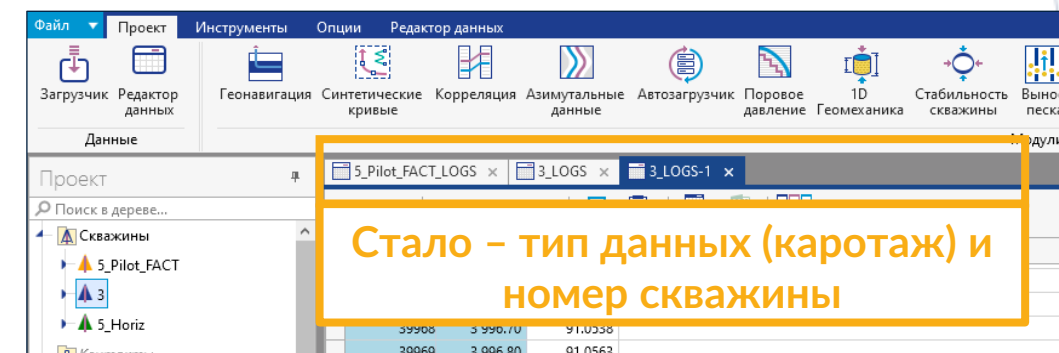 Файл Проект Инструменты Опции Редактор данных
Загрузчик Редактор данных Геонавигация Синтетические кривые Корреляция Азимутальные данные Автозагрузчик Поровое давление 1D Геомеханика Стабильность скважины
Данные
Проект
5_Pilot_FACT_LOGS × 3_LOGS × 3_LOGS-1 ×
Поиск в дереве...
Скважины
5_Pilot_FACT
3
5_Horiz
Стало – тип данных (каротаж) и
номер скважины
39968 3 996.70 91.0538
39969 3 996.80 91.0563